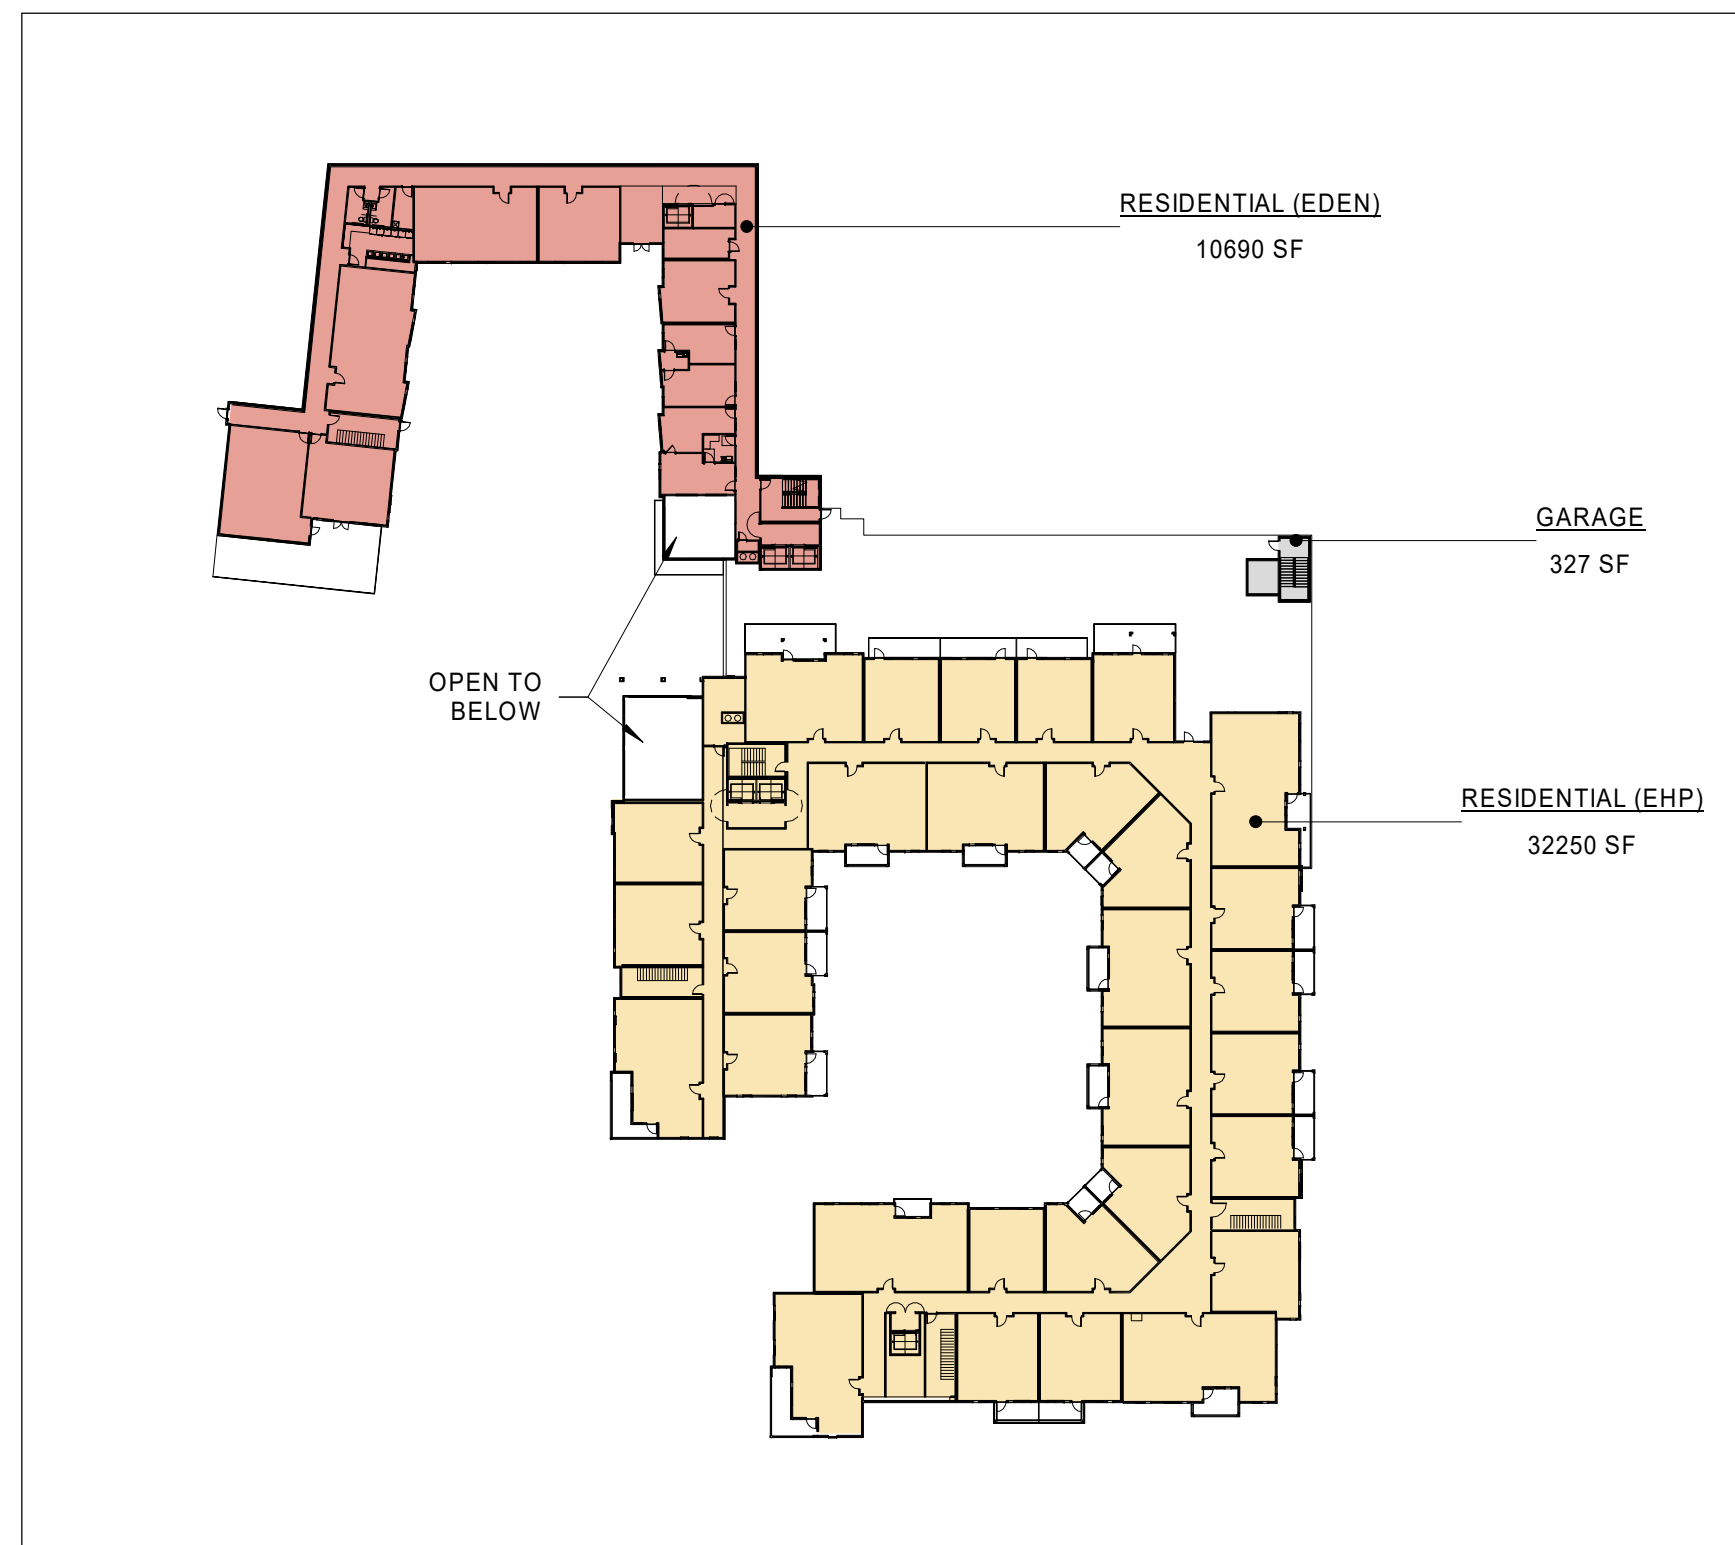 RESIDENTIAL (EDEN)
10690 SF
GARAGE
327 SF
OPEN TO
BELOW
RESIDENTIAL (EHP)
32250 SF